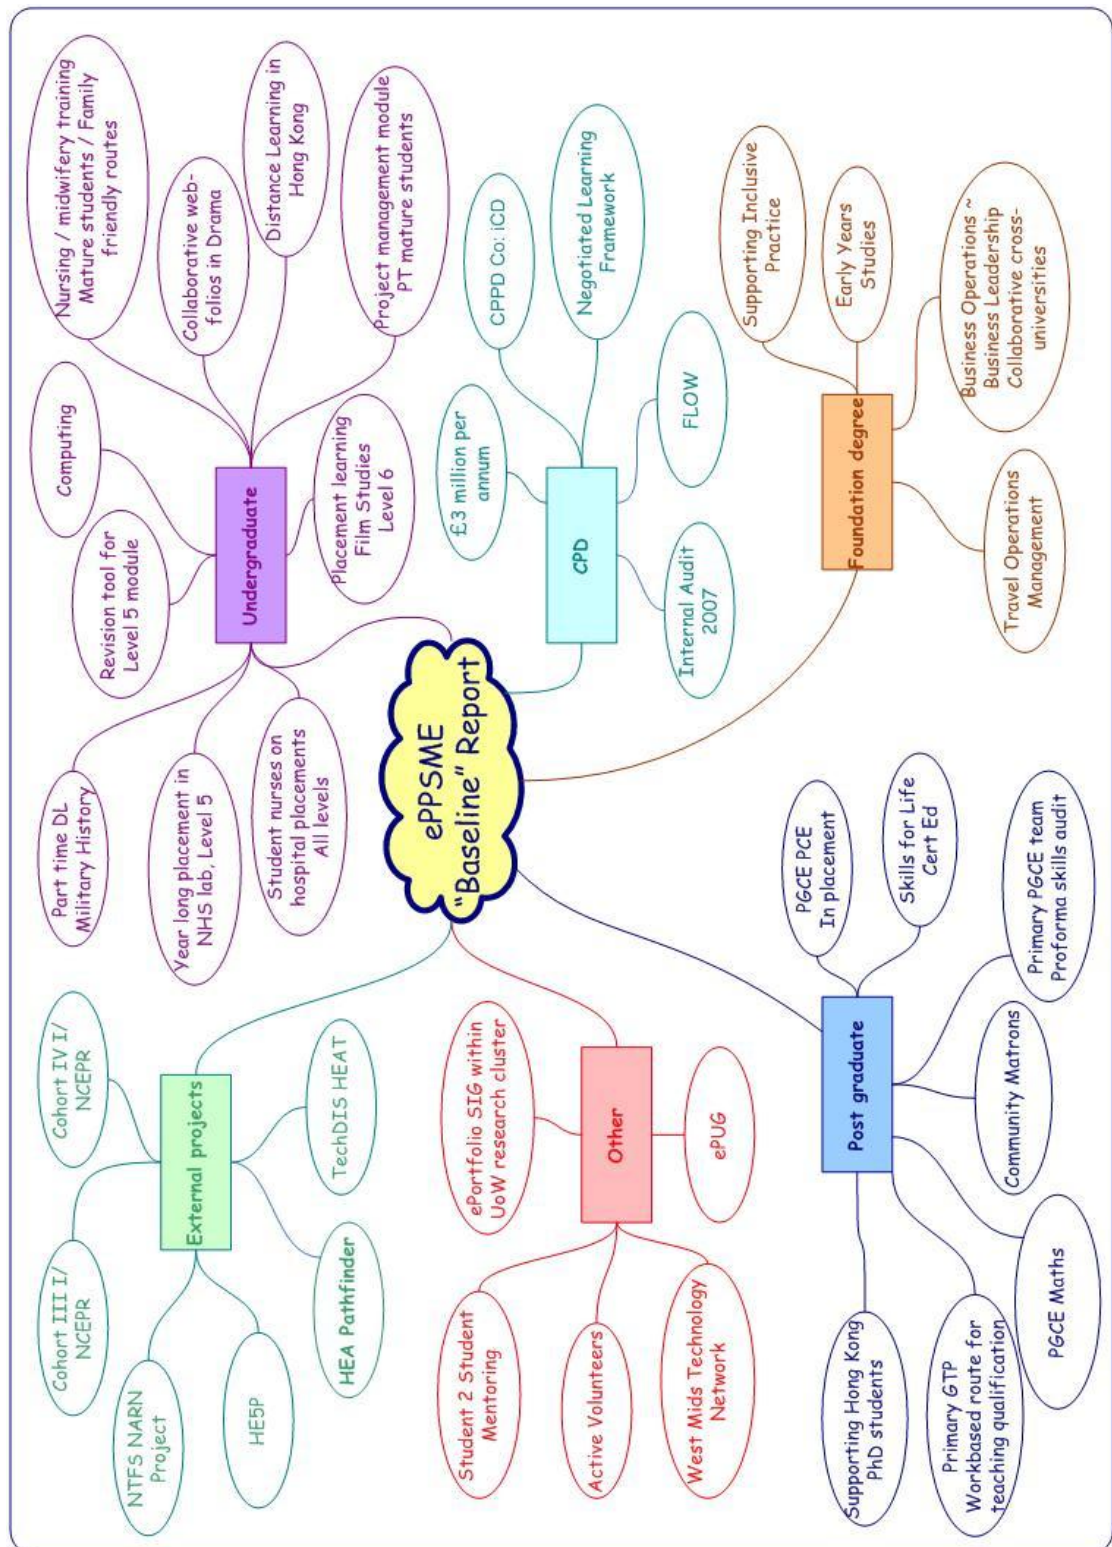 ePPSME
“Baseline” Report
External projects
Cohort III I/
NCEPR
Cohort IV I/
NCEPR
NTFS NARN
Project
HE5P
HEA Pathfinder
TechDIS HEAT
Undergraduate
Part time DL
Military History
Year long placement in
NHS lab, Level 5
Student nurses on
hospital placements
All levels
Revision tool for
Level 5 module
Computing
Nursing / midwifery training
Mature students / Family
friendly routes
Collaborative web-
folios in Drama
Distance Learning in
Hong Kong
Project management module
PT mature students
Placement learning
Film Studies
Level 6
CPD
£3 million per
annum
CPPD Co: iCD
Negotiated Learning
Framework
FLOW
Internal Audit
2007
Foundation degree
Supporting Inclusive
Practice
Early Years
Studies
Business Operations ~
Business Leadership
Collaborative cross-
universities
Travel Operations
Management
Other
ePortfolio SIG within
UoW research cluster
Student 2 Student
Mentoring
Active Volunteers
West Mids Technology
Network
ePUG
Post graduate
PGCE PCE
In placement
Skills for Life
Cert Ed
Primary PGCE team
Proforma skills audit
Community Matrons
PGCE Maths
Primary GTP
Workbased route for
teaching qualification
Supporting Hong Kong
PhD students